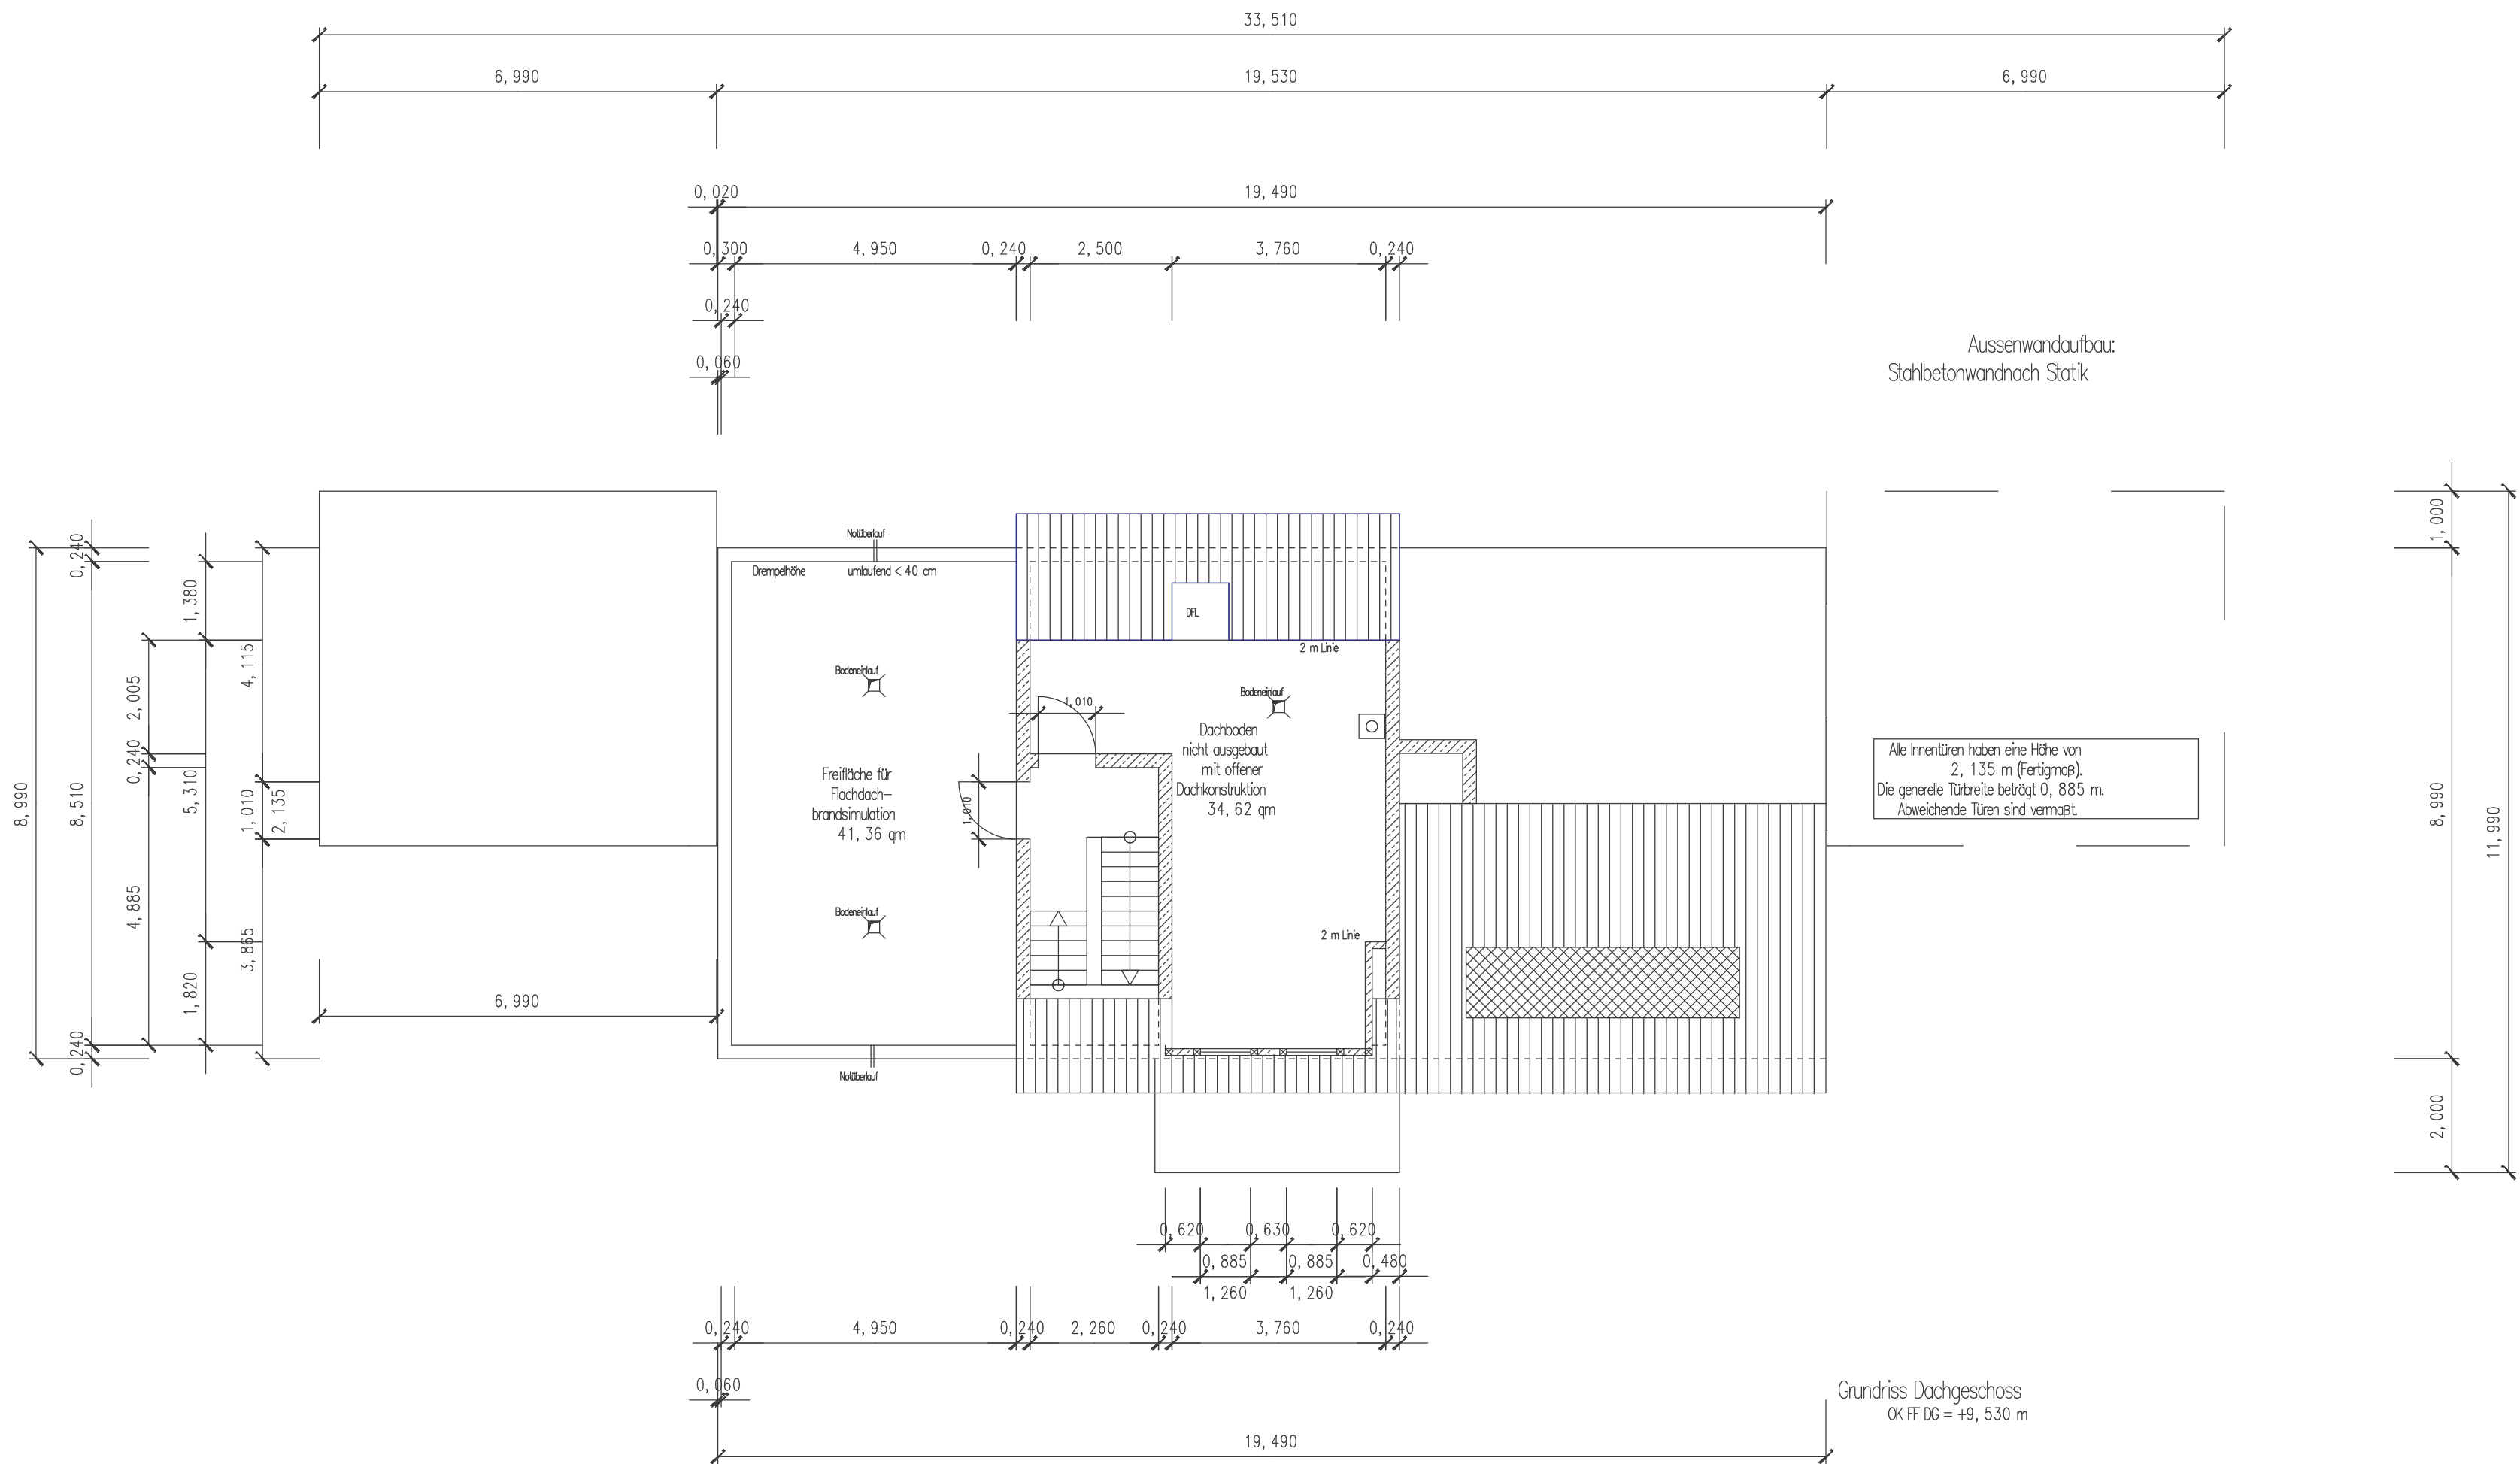 33,510
6,990
19,530
6,990
0,020
19,490
0,300
4,950
0,240
2,500
3,760
0,240
0,240
0,060
Aussenwandaufbau:
Stahlbetonwandnach Statik
0,240
1,000
Notüberlauf
Drempelhöhe
umlaufend < 40 cm
1,380
DFL
2 m Linie
4,115
Bodeneinlauf
2,005
Bodeneinlauf
1,010
Dachboden
nicht ausgebaut
mit offener
Dachkonstruktion
34,62 qm
0,240
Freifläche für
Flachdach-
brandsimulation
41,36 qm
Alle Innentüren haben eine Höhe von
2,135 m (Fertigmaß).
Die generelle Türbreite beträgt 0,885 m.
Abweichende Türen sind vermaßt.
8,990
8,510
5,310
1,010
2,135
1,010
8,990
11,990
4,885
Bodeneinlauf
3,865
2 m Linie
1,820
6,990
0,240
Notüberlauf
2,000
0,620
0,630
0,620
0,885
0,885
0,480
1,260
1,260
0,240
4,950
0,240
2,260
0,240
3,760
0,240
0,060
Grundriss Dachgeschoss
OK FF DG = +9,530 m
19,490